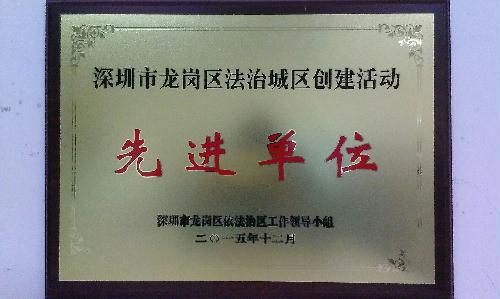 深圳市龙岗区法治城区创建活动
先进单位
深圳市龙岗区依法治区工作领导小组
二〇一五年十二月